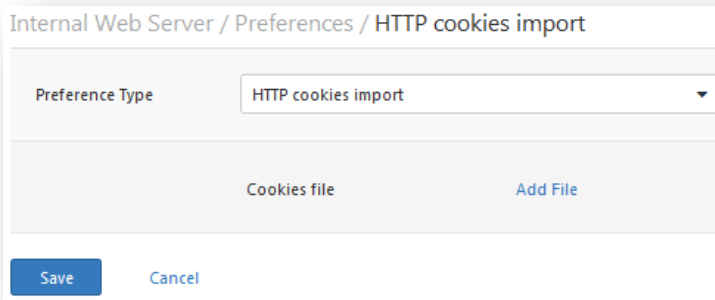 Internal Web Server / Preferences / HTTP cookies import
Preference Type HTTP cookies import
Cookies file Add File
Save Cancel